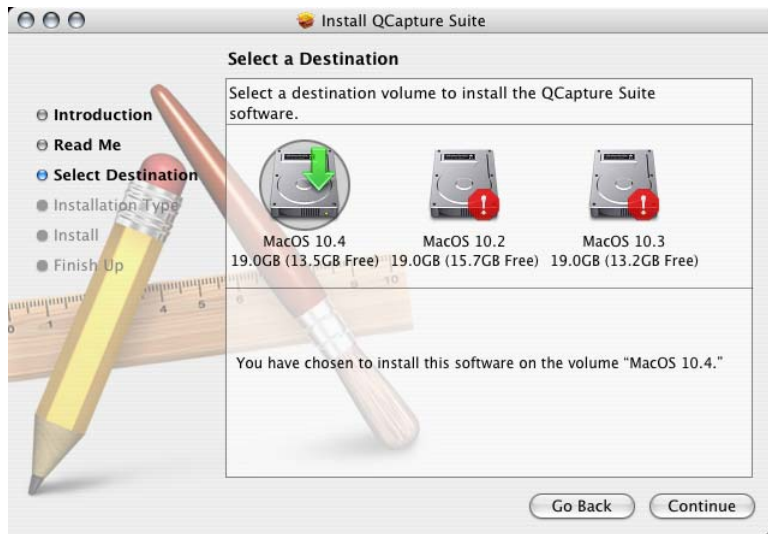 Install QCapture Suite
Select a Destination
Introduction
Read Me
Select Destination
Installation Type
Install
Finish Up
Select a destination volume to install the QCapture Suite
software.
MacOS 10.4
19.0GB (13.5GB Free)
MacOS 10.2
19.0GB (15.7GB Free)
MacOS 10.3
19.0GB (13.2GB Free)
You have chosen to install this software on the volume “MacOS 10.4.”
Go Back
Continue